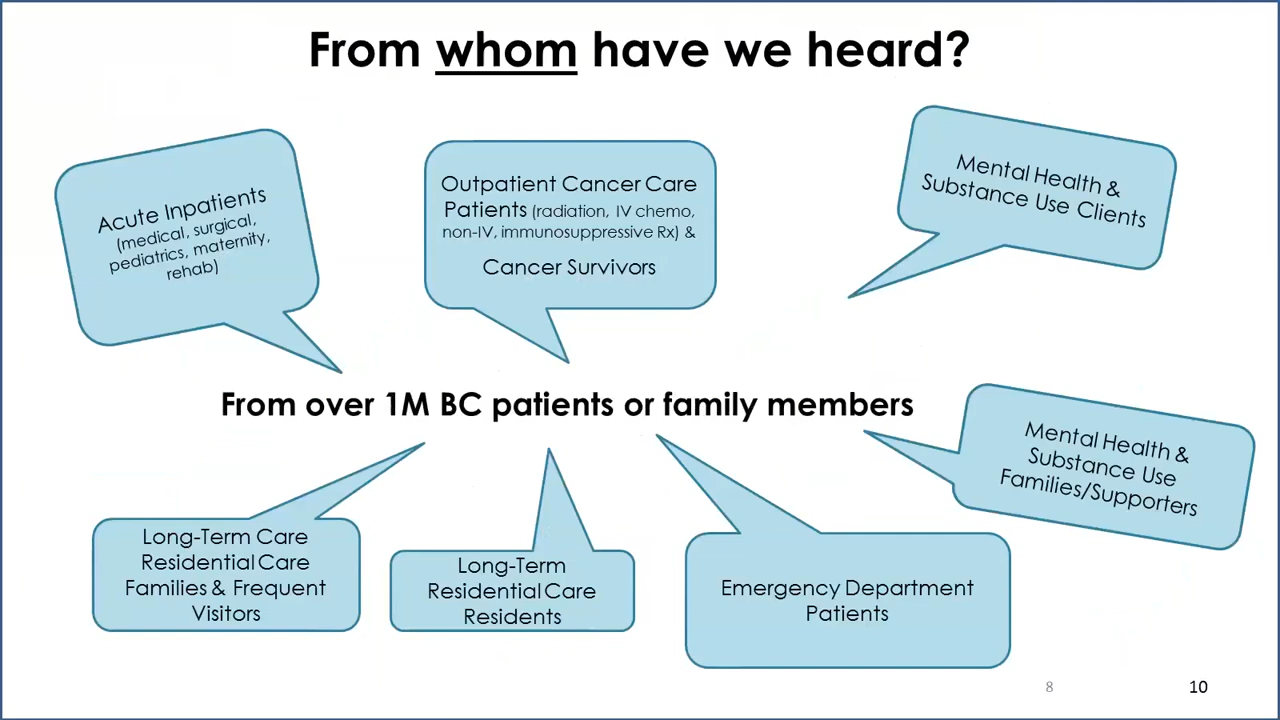 From whom have we heard?
Acute Inpatients
(medical, surgical,
pediatrics, maternity,
rehab)
Outpatient Cancer Care
Patients (radiation, IV chemo,
non-IV, immunosuppressive Rx) &
Cancer Survivors
Mental Health &
Substance Use Clients
From over 1M BC patients or family members
Mental Health &
Substance Use
Families/Supporters
Long-Term Care
Residential Care
Families & Frequent
Visitors
Long-Term
Residential Care
Residents
Emergency Department
Patients
8
10